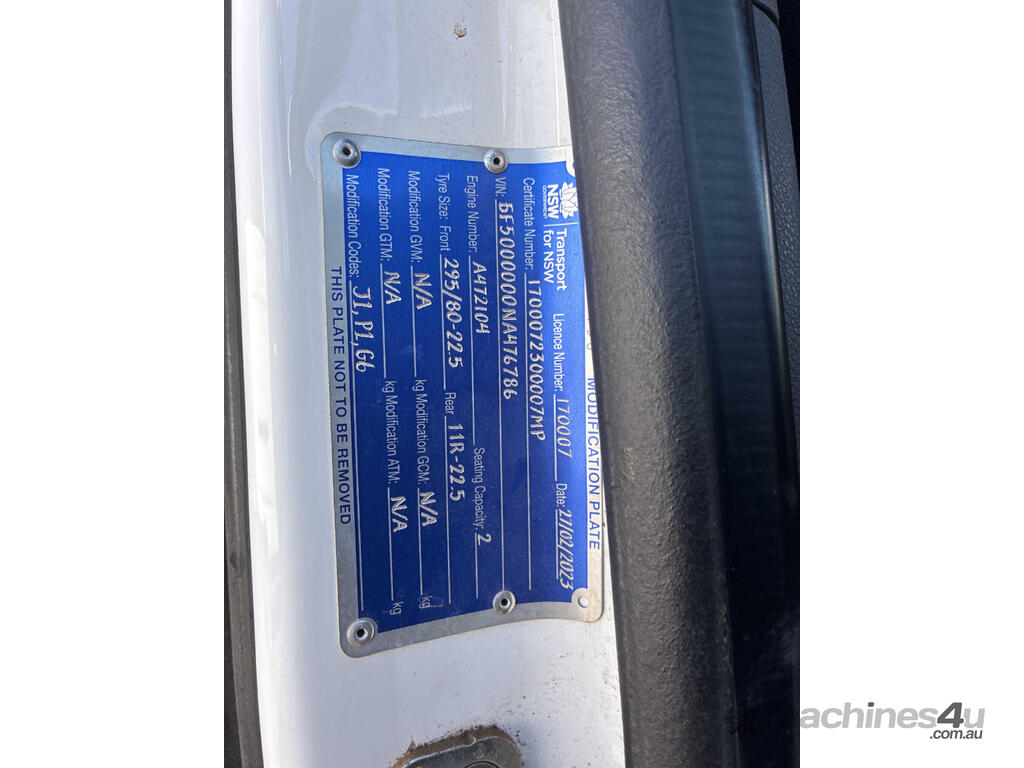 MODIFICATION PLATE
NSW
GOVERNMENT
Transport
for NSW
Licence Number: 170007 Date: 27/02/2023
Certificate Number: 1700072300007MP
VIN: 5F5000000NA476786
Engine Number: A472104 Seating Capacity: 2
Tyre Size: Front 295/80-22.5 Rear 11R-22.5
Modification GVM: N/A kg Modification GCM: N/A kg
Modification GTM: N/A kg Modification ATM: N/A kg
Modification Codes: J1, P1, G6
THIS PLATE NOT TO BE REMOVED
machines4u
.com.au